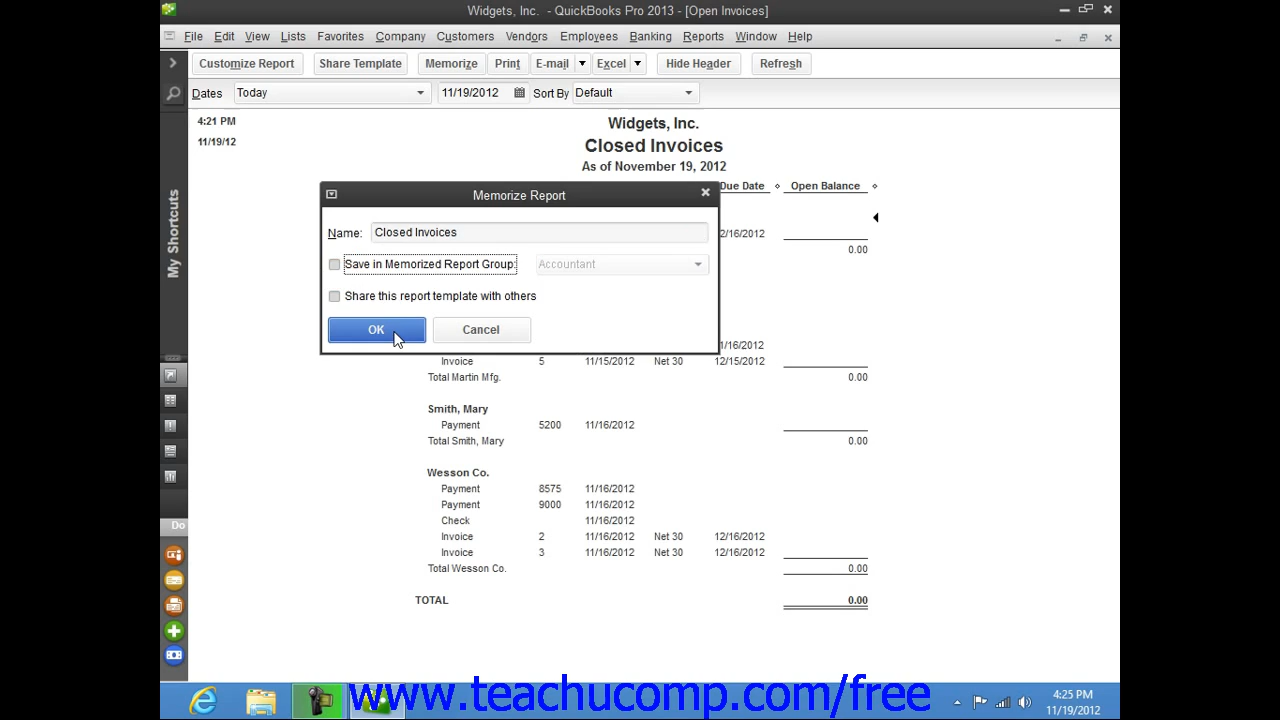 Widgets, Inc. - QuickBooks Pro 2013 - [Open Invoices]
File Edit View Lists Favorites Company Customers Vendors Employees Banking Reports Window Help
Customize Report Share Template Memorize Print E-mail Excel Hide Header Refresh
Dates Today 11/19/2012 Sort By Default
4:21 PM
11/19/12
Widgets, Inc.
Closed Invoices
As of November 19, 2012
Due Date Open Balance
Memorize Report
Name: Closed Invoices
2/16/2012
0.00
Save in Memorized Report Group: Accountant
Share this report template with others
OK Cancel
1/16/2012
Invoice 5 11/15/2012 Net 30 12/15/2012
Total Martin Mfg. 0.00
Smith, Mary
Payment 5200 11/16/2012
Total Smith, Mary 0.00
Wesson Co.
Payment 8575 11/16/2012
Payment 9000 11/16/2012
Check 11/16/2012
Invoice 2 11/16/2012 Net 30 12/16/2012
Invoice 3 11/16/2012 Net 30 12/16/2012
Total Wesson Co. 0.00
TOTAL 0.00
My Shortcuts
Do
www.teachucomp.com/free
4:25 PM
11/19/2012